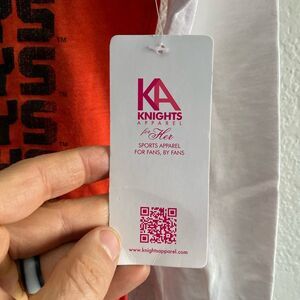 KA
KNIGHTS
APPAREL
for Her
SPORTS APPAREL
FOR FANS, BY FANS
www.knightsapparel.com